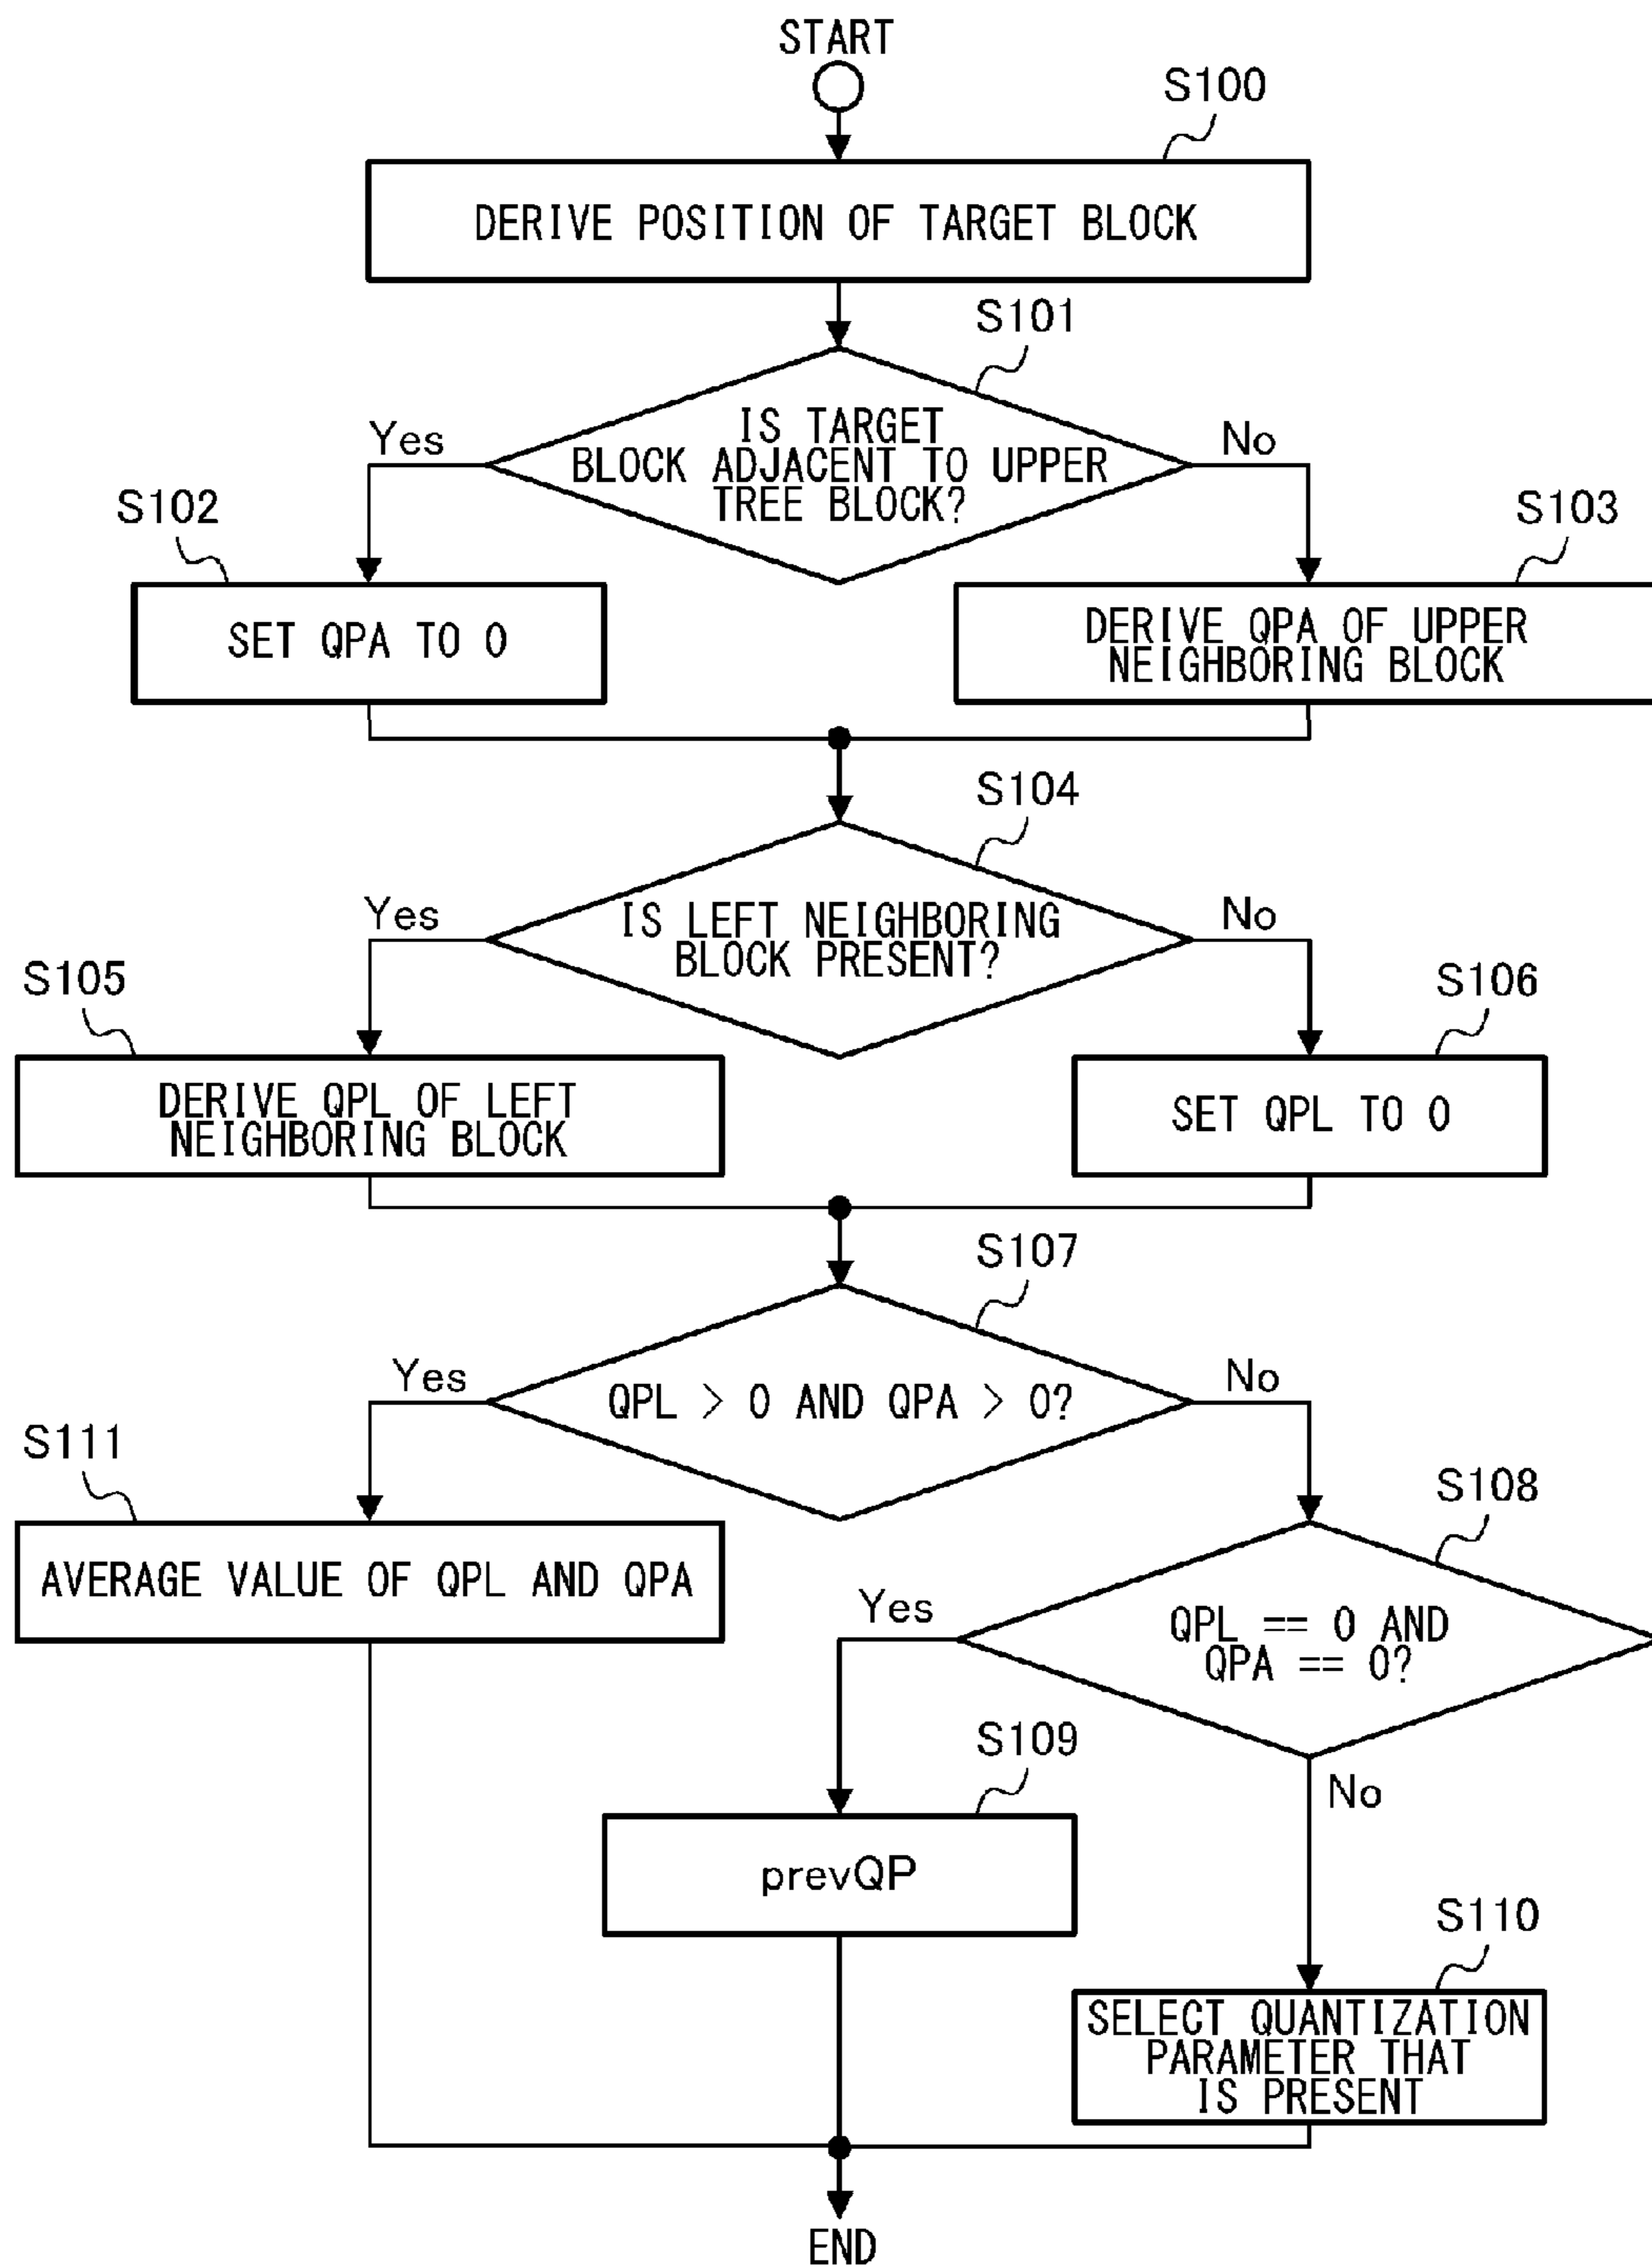 START
S100
DERIVE POSITION OF TARGET BLOCK
S101
IS TARGET
BLOCK ADJACENT TO UPPER
TREE BLOCK?
Yes
No
S102
S103
SET QPA TO 0
DERIVE QPA OF UPPER
NEIGHBORING BLOCK
S104
IS LEFT NEIGHBORING
BLOCK PRESENT?
Yes
No
S105
S106
DERIVE QPL OF LEFT
NEIGHBORING BLOCK
SET QPL TO 0
S107
QPL > 0 AND QPA > 0?
Yes
No
S111
S108
AVERAGE VALUE OF QPL AND QPA
QPL == 0 AND
QPA == 0?
Yes
No
S109
prevQP
S110
SELECT QUANTIZATION
PARAMETER THAT
IS PRESENT
END